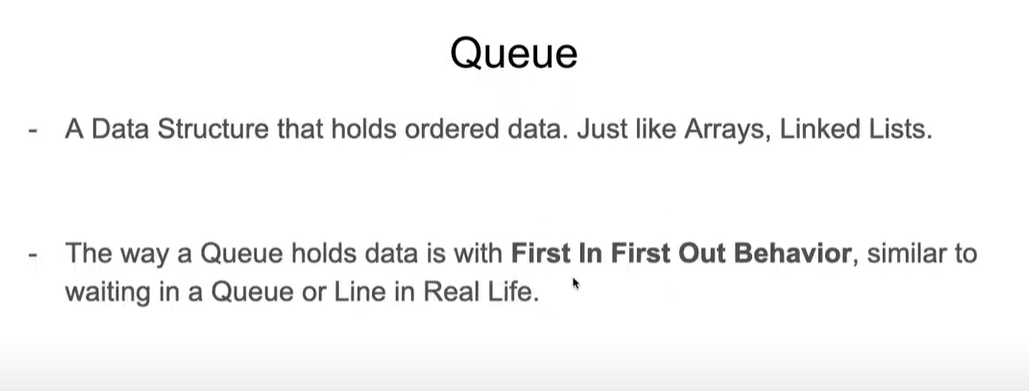 Queue
- A Data Structure that holds ordered data. Just like Arrays, Linked Lists.
- The way a Queue holds data is with First In First Out Behavior, similar to
waiting in a Queue or Line in Real Life.